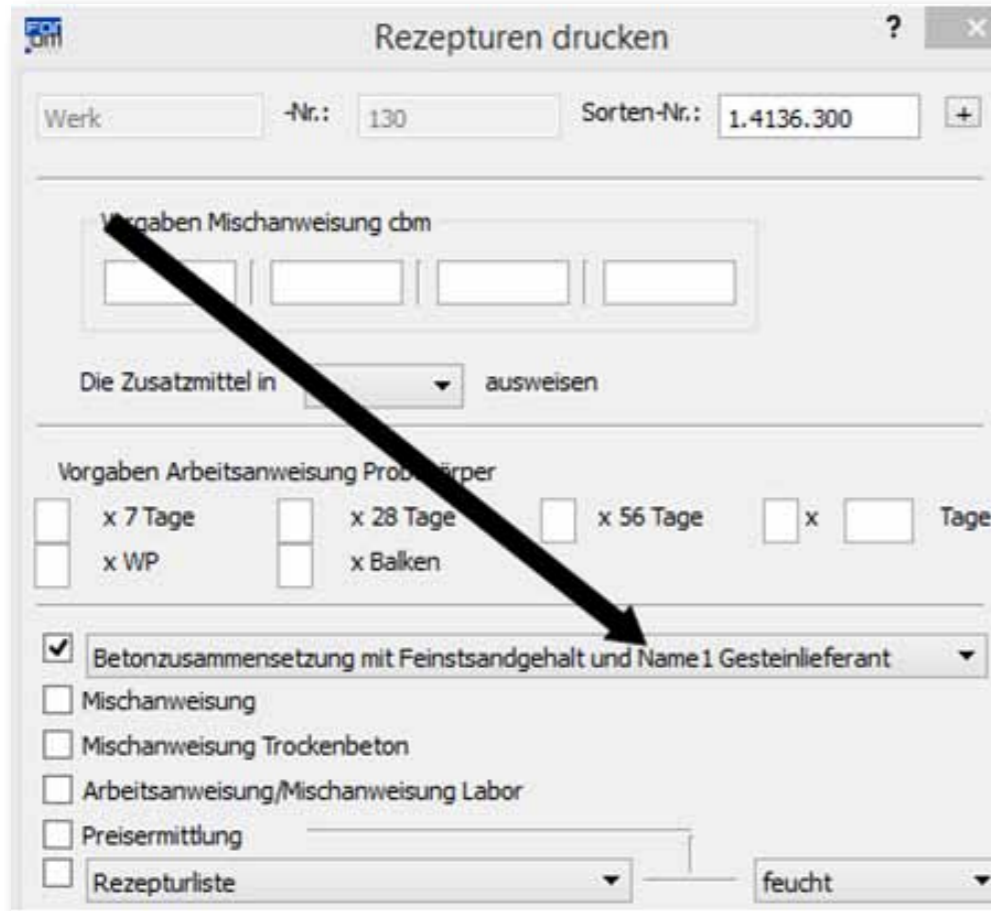 Rezepturen drucken ?
Werk -Nr.: 130 Sorten-Nr.: 1.4136.300 +
Vorgaben Mischanweisung cbm
Die Zusatzmittel in ausweisen
Vorgaben Arbeitsanweisung Probekörper
x 7 Tage x 28 Tage x 56 Tage x Tage
x WP x Balken
Betonzusammensetzung mit Feinstsandgehalt und Name1 Gesteinlieferant
Mischanweisung
Mischanweisung Trockenbeton
Arbeitsanweisung/Mischanweisung Labor
Preisermittlung
Rezepturliste feucht